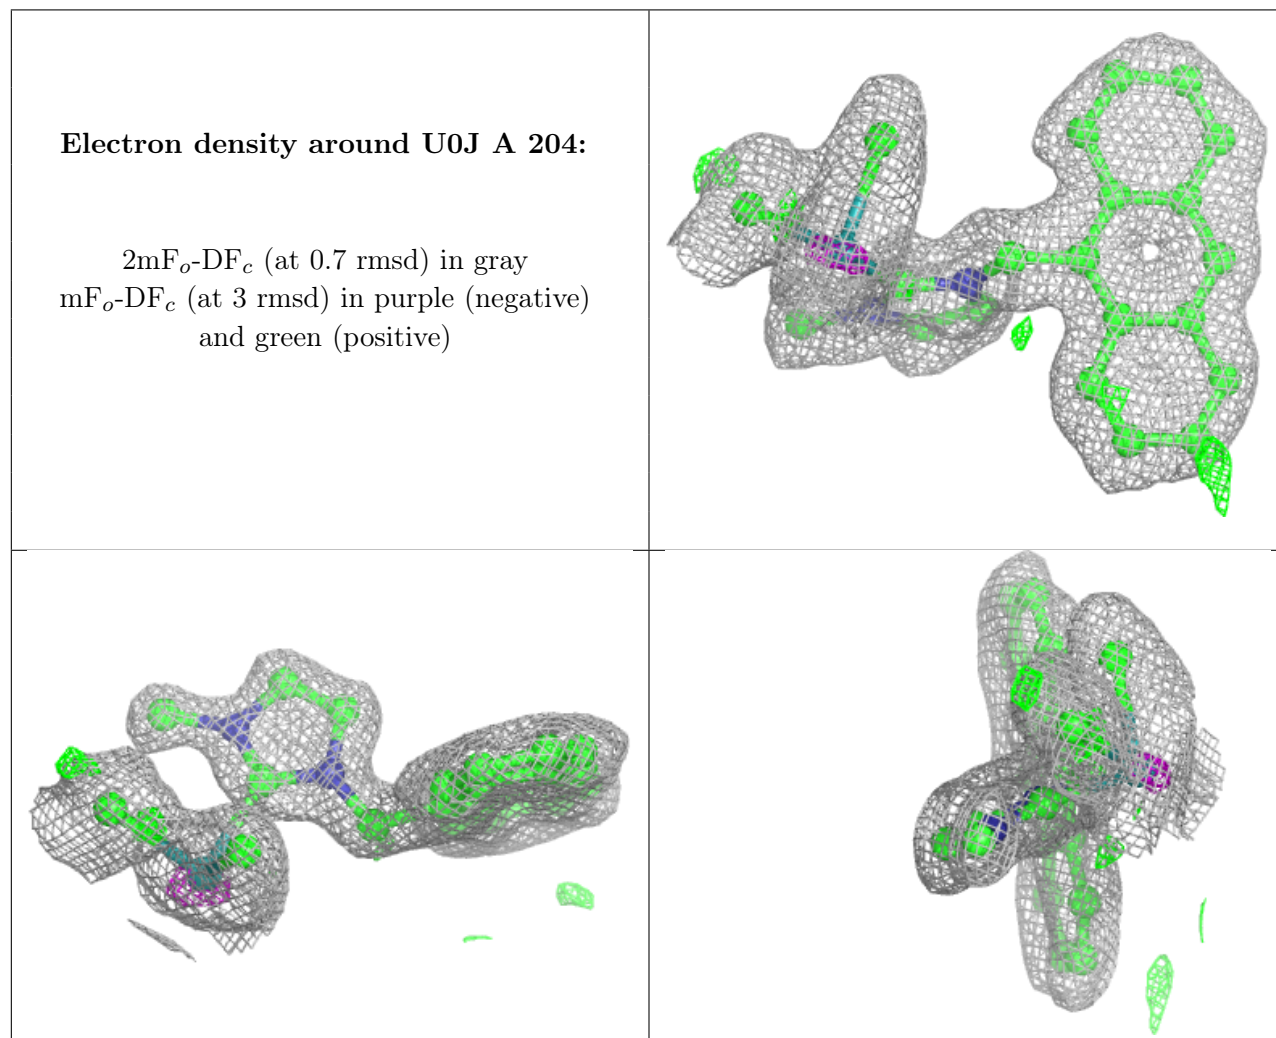 Electron density around U0J A 204:
2mFo-DFc (at 0.7 rmsd) in gray
mFo-DFc (at 3 rmsd) in purple (negative)
and green (positive)